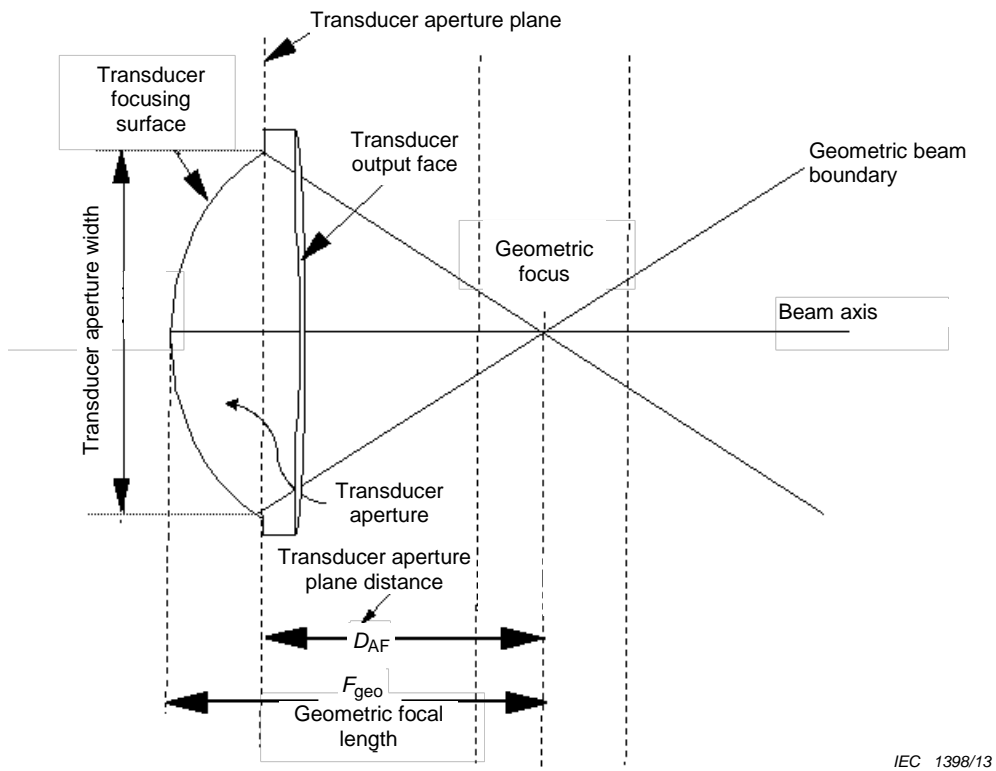 Transducer aperture plane
Transducer
focusing
surface
Transducer
output face
Geometric beam
boundary
Geometric
focus
Beam axis
Transducer aperture width
Transducer
aperture
Transducer aperture
plane distance
DAF
Fgeo
Geometric focal
length
IEC 1398/13